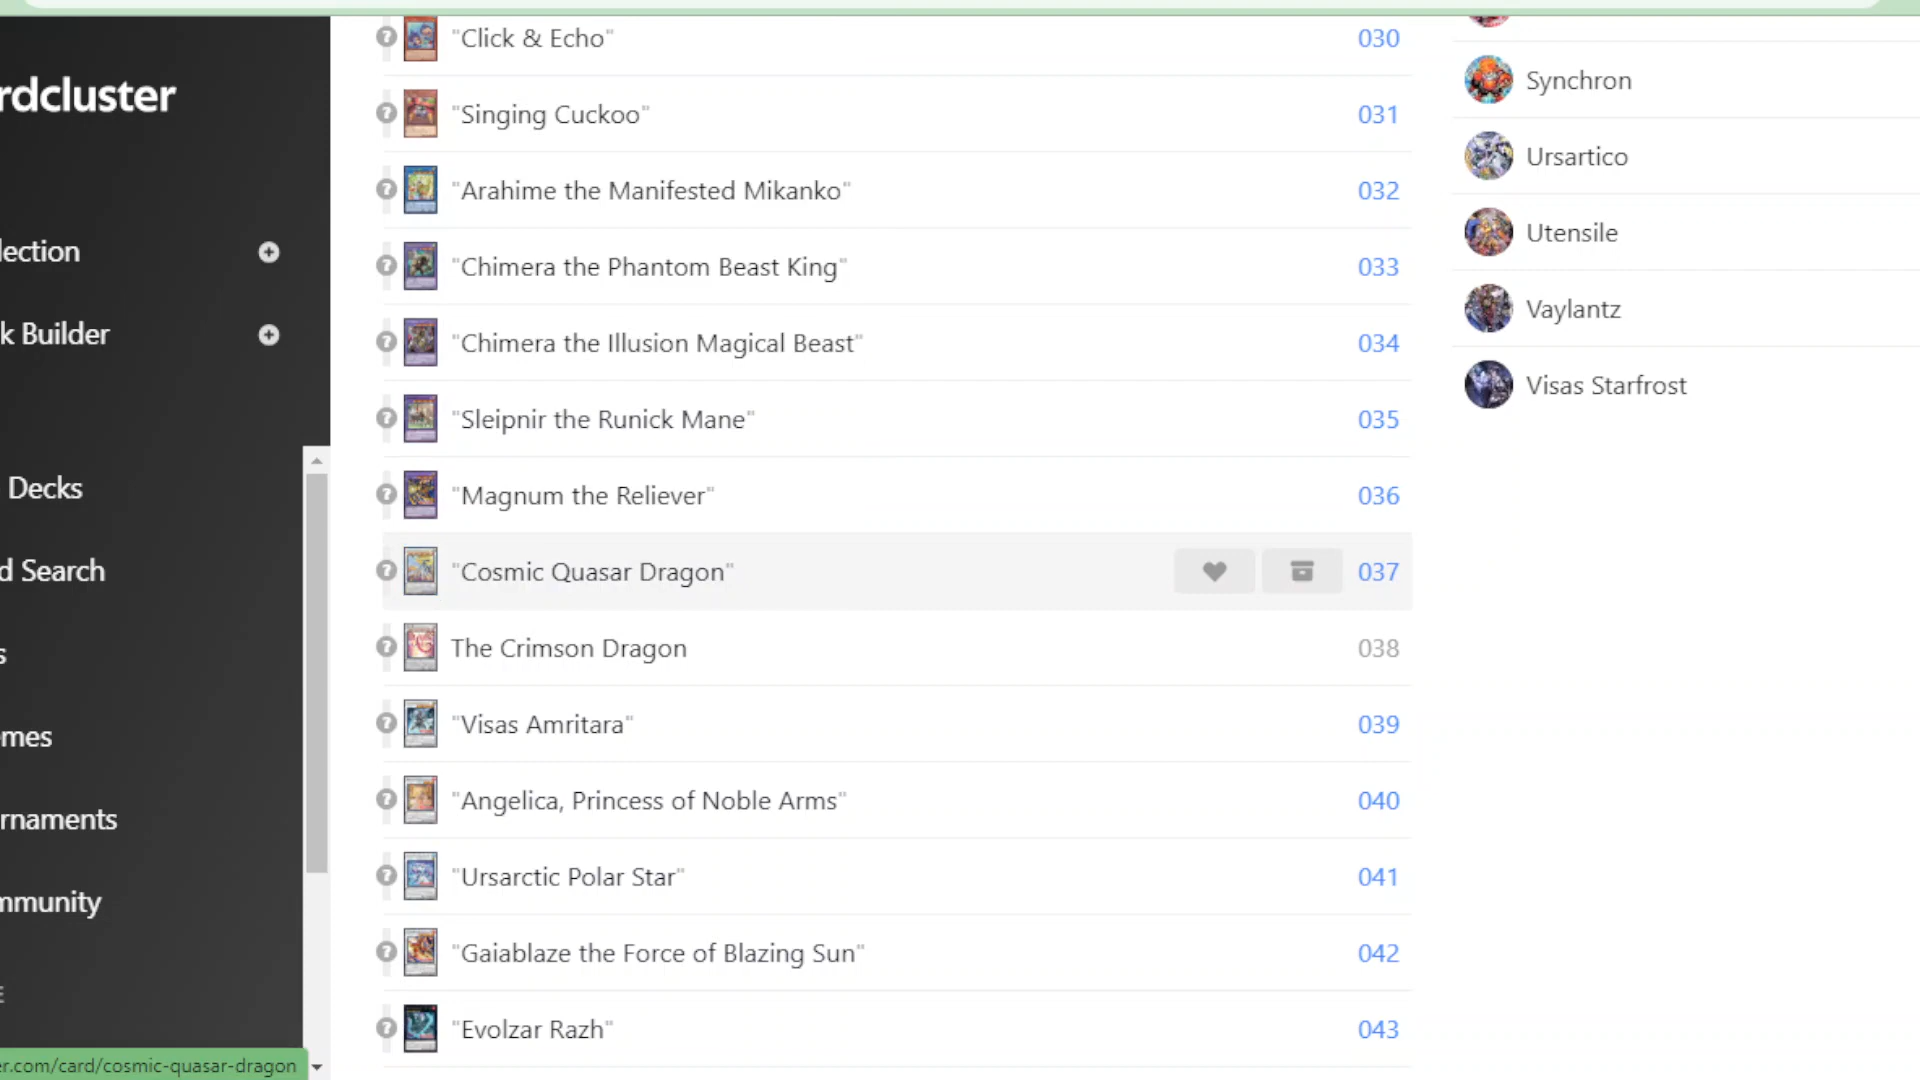 rdcluster
lection
k Builder
Decks
d Search
s
emes
rnaments
mmunity
E
er.com/card/cosmic-quasar-dragon
"Click & Echo" 030
"Singing Cuckoo" 031
"Arahime the Manifested Mikanko" 032
"Chimera the Phantom Beast King" 033
"Chimera the Illusion Magical Beast" 034
"Sleipnir the Runick Mane" 035
"Magnum the Reliever" 036
"Cosmic Quasar Dragon" 037
The Crimson Dragon 038
"Visas Amritara" 039
"Angelica, Princess of Noble Arms" 040
"Ursarctic Polar Star" 041
"Gaiablaze the Force of Blazing Sun" 042
"Evolzar Razh" 043
Synchron
Ursartico
Utensile
Vaylantz
Visas Starfrost